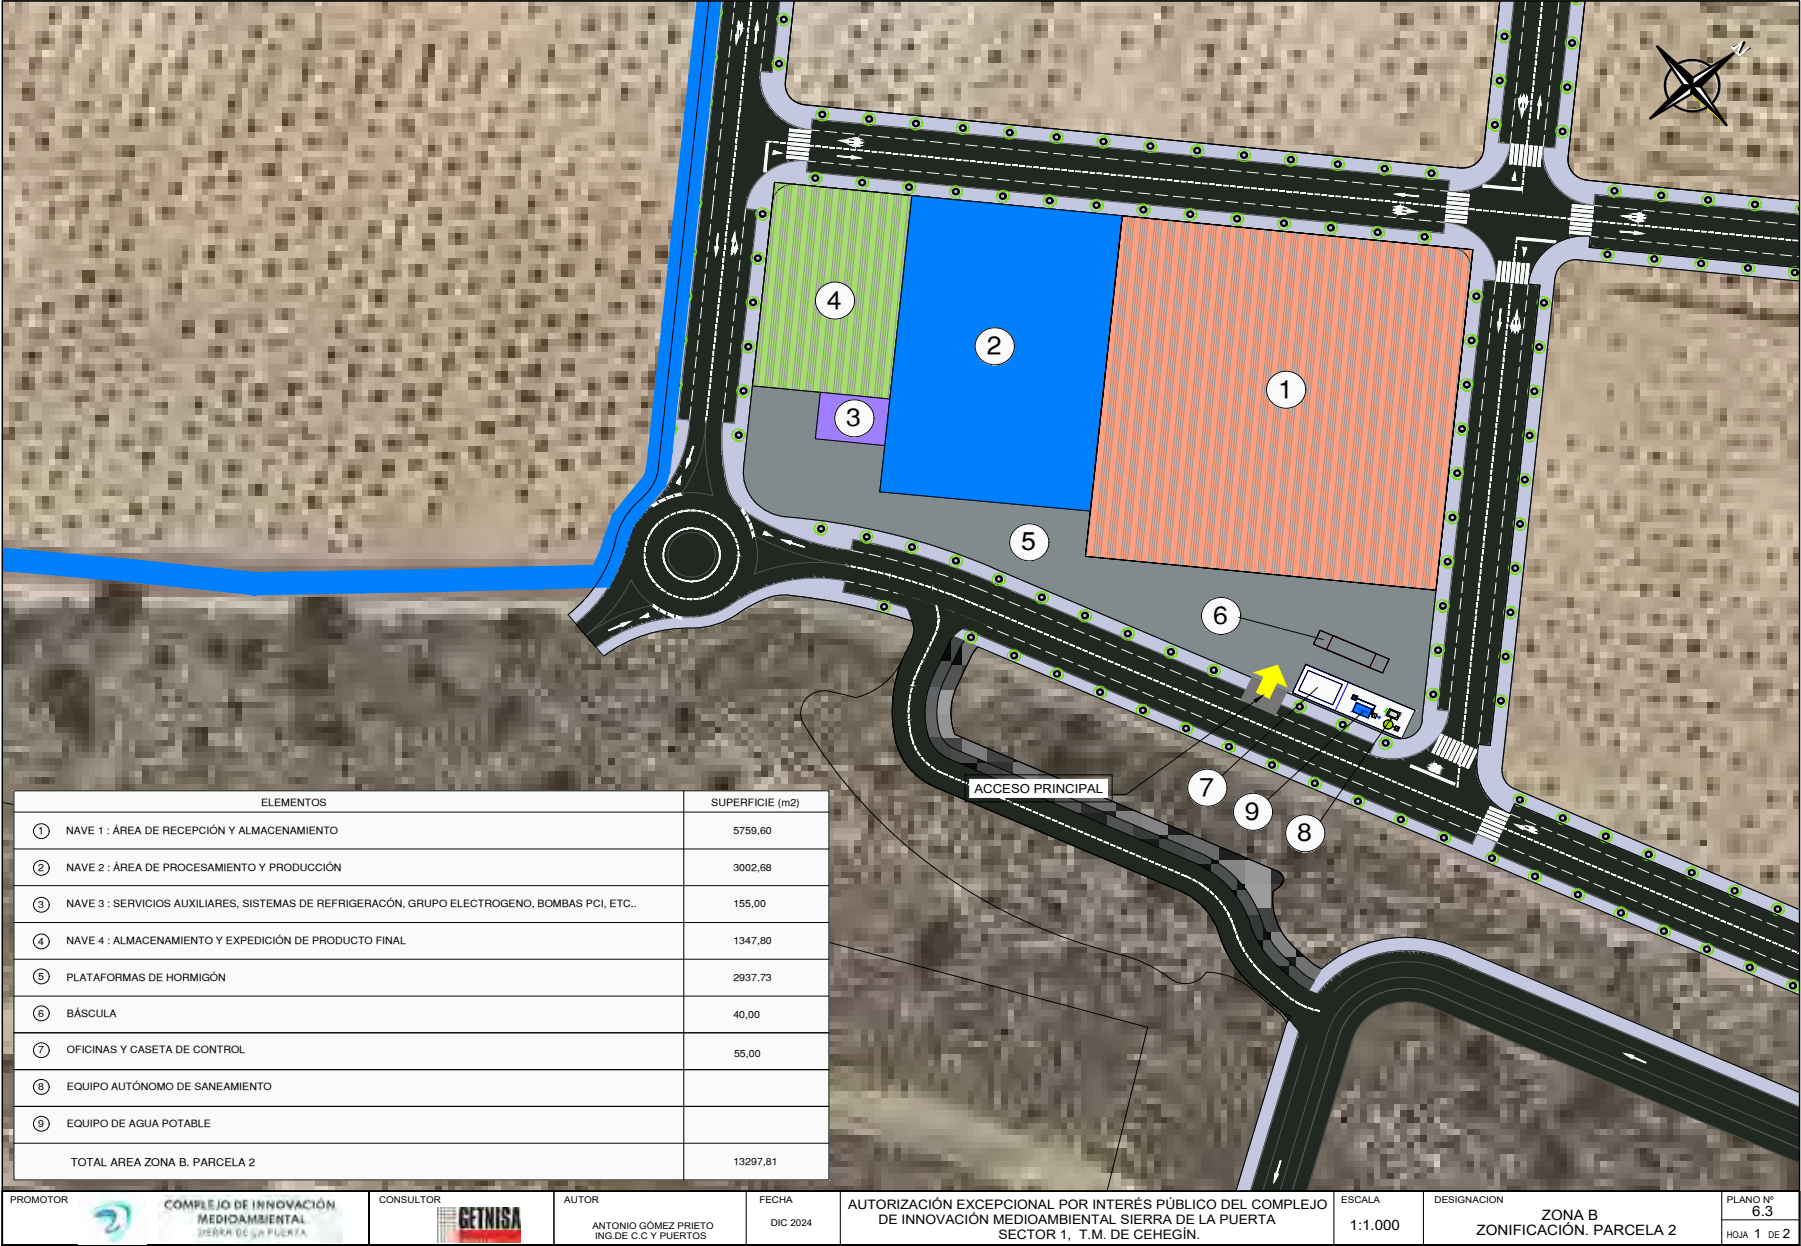 N
4
2
1
3
5
6
ACCESO PRINCIPAL
7
9
8
ELEMENTOS SUPERFICIE (m2)
1 NAVE 1 : ÁREA DE RECEPCIÓN Y ALMACENAMIENTO 5759,60
2 NAVE 2 : ÁREA DE PROCESAMIENTO Y PRODUCCIÓN 3002,68
3 NAVE 3 : SERVICIOS AUXILIARES, SISTEMAS DE REFRIGERACÓN, GRUPO ELECTROGENO, BOMBAS PCI, ETC.. 155,00
4 NAVE 4 : ALMACENAMIENTO Y EXPEDICIÓN DE PRODUCTO FINAL 1347,80
5 PLATAFORMAS DE HORMIGÓN 2937.73
6 BÁSCULA 40,00
7 OFICINAS Y CASETA DE CONTROL 55,00
8 EQUIPO AUTÓNOMO DE SANEAMIENTO
9 EQUIPO DE AGUA POTABLE
TOTAL AREA ZONA B. PARCELA 2 13297,81
PROMOTOR
COMPLEJO DE INNOVACIÓN
MEDIOAMBIENTAL
SIERRA DE LA PUERTA
CONSULTOR
GETNISA
AUTOR
ANTONIO GÓMEZ PRIETO
ING.DE C.C Y PUERTOS
FECHA
DIC 2024
AUTORIZACIÓN EXCEPCIONAL POR INTERÉS PÚBLICO DEL COMPLEJO
DE INNOVACIÓN MEDIOAMBIENTAL SIERRA DE LA PUERTA
SECTOR 1, T.M. DE CEHEGÍN.
ESCALA
1:1.000
DESIGNACION
ZONA B
ZONIFICACIÓN. PARCELA 2
PLANO Nº
6.3
HOJA 1 DE 2